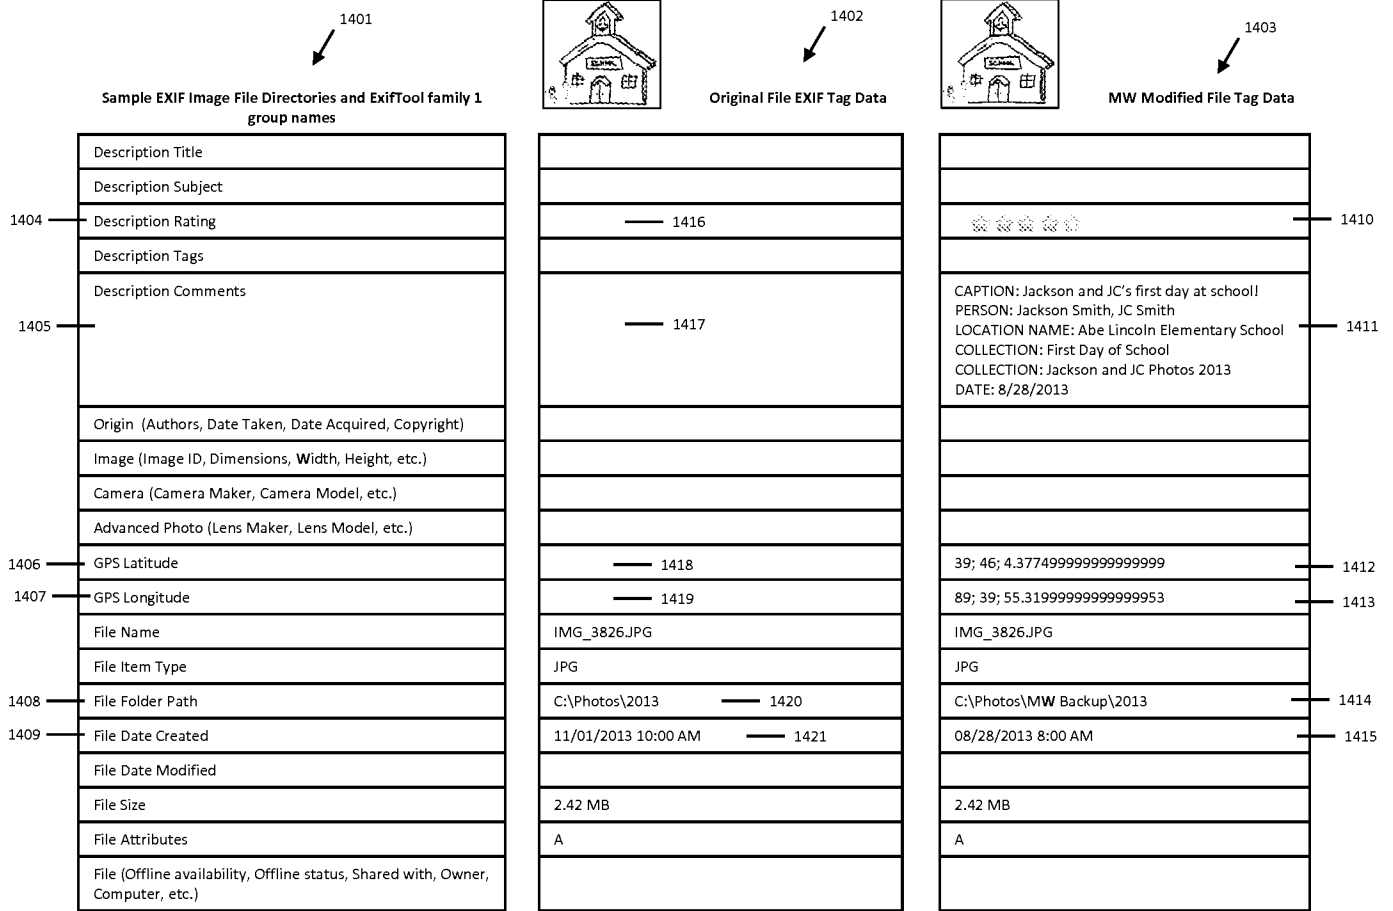 1401
1402
1403
SCHOOL
SCHOOL
Sample EXIF Image File Directories and ExifTool family 1
group names
Original File EXIF Tag Data
MW Modified File Tag Data
Description Title
Description Subject
1404
Description Rating
1416
1410
Description Tags
Description Comments
CAPTION: Jackson and JC's first day at school!
PERSON: Jackson Smith, JC Smith
1405
1417
LOCATION NAME: Abe Lincoln Elementary School
1411
COLLECTION: First Day of School
COLLECTION: Jackson and JC Photos 2013
DATE: 8/28/2013
Origin (Authors, Date Taken, Date Acquired, Copyright)
Image (Image ID, Dimensions, Width, Height, etc.)
Camera (Camera Maker, Camera Model, etc.)
Advanced Photo (Lens Maker, Lens Model, etc.)
1406
GPS Latitude
1418
39; 46; 4.3774999999999999999
1412
1407
GPS Longitude
1419
89; 39; 55.31999999999999953
1413
File Name
IMG_3826.JPG
IMG_3826.JPG
File Item Type
JPG
JPG
1408
File Folder Path
C:\Photos\2013
1420
C:\Photos\MW Backup\2013
1414
1409
File Date Created
11/01/2013 10:00 AM
1421
08/28/2013 8:00 AM
1415
File Date Modified
File Size
2.42 MB
2.42 MB
File Attributes
A
A
File (Offline availability, Offline status, Shared with, Owner,
Computer, etc.)